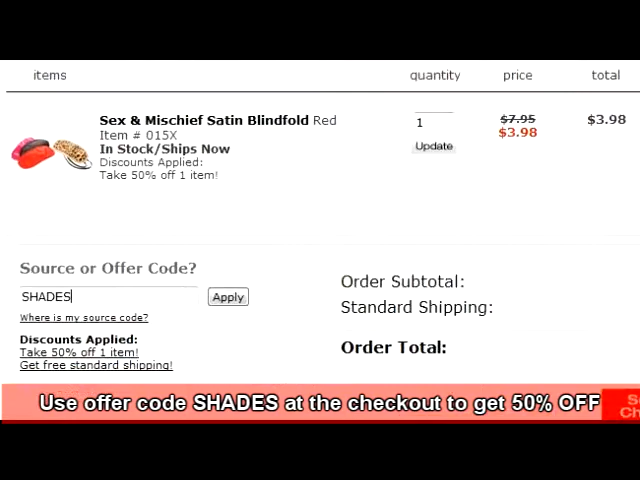 items quantity price total
Sex & Mischief Satin Blindfold Red
Item # 015X
In Stock/Ships Now
Discounts Applied:
Take 50% off 1 item!
1
Update
$7.95
$3.98
$3.98
Source or Offer Code?
SHADES
Apply
Where is my source code?
Discounts Applied:
Take 50% off 1 item!
Get free standard shipping!
Order Subtotal:
Standard Shipping:
Order Total:
Use offer code SHADES at the checkout to get 50% OFF